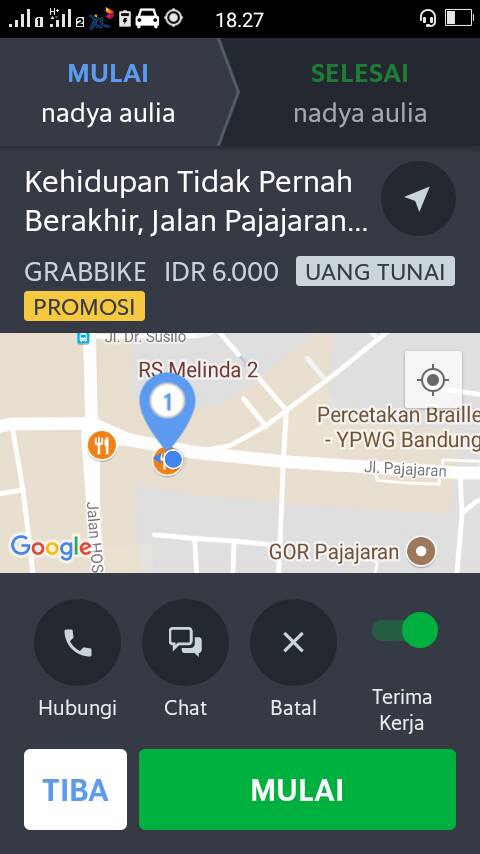 18.27
MULAI
nadya aulia
SELESAI
nadya aulia
Kehidupan Tidak Pernah
Berakhir, Jalan Pajajaran...
GRABBIKE IDR 6.000 UANG TUNAI
PROMOSI
Jl. Dr. Susilo
RS Melinda 2
1
Percetakan Braille
- YPWG Bandung
Jl. Pajajaran
Jalan HOS
Google
GOR Pajajaran
Hubungi
Chat
Batal
Terima
Kerja
TIBA
MULAI